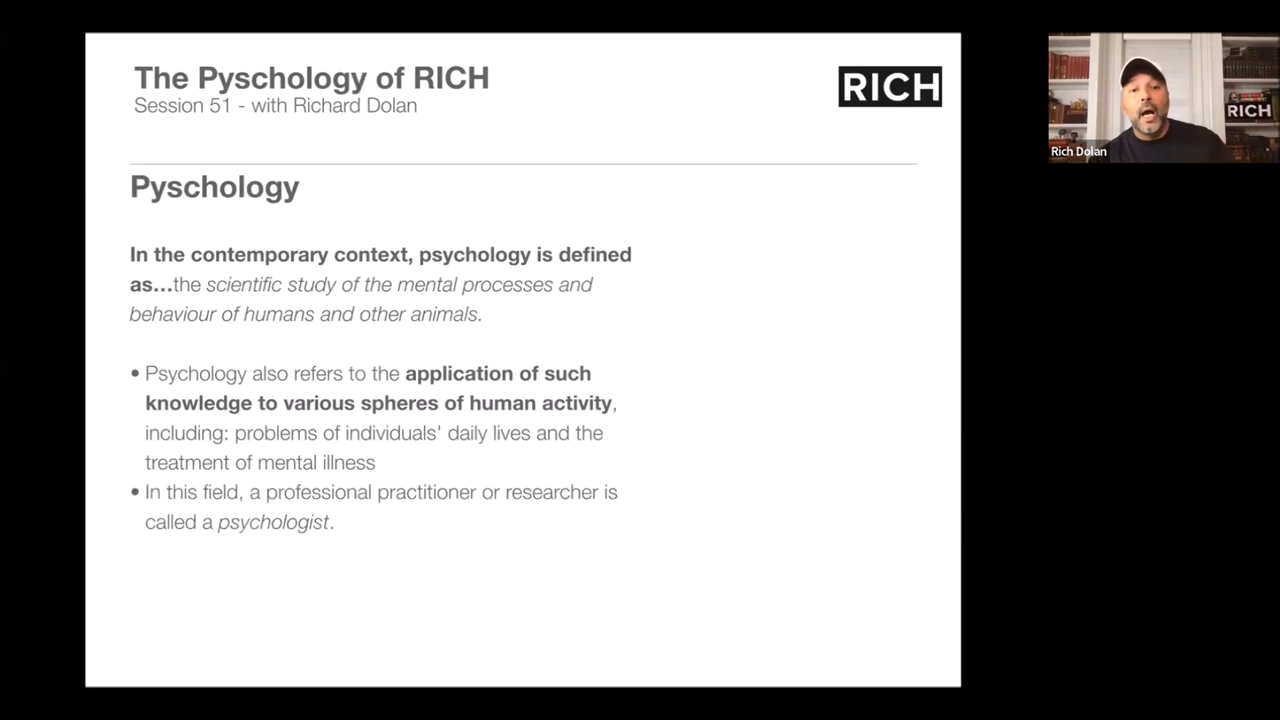 The Pyschology of RICH
Session 51 - with Richard Dolan
RICH
Pyschology
In the contemporary context, psychology is defined
as...the scientific study of the mental processes and
behaviour of humans and other animals.
• Psychology also refers to the application of such
knowledge to various spheres of human activity,
including: problems of individuals' daily lives and the
treatment of mental illness
• In this field, a professional practitioner or researcher is
called a psychologist.
RICH
Rich Dolan